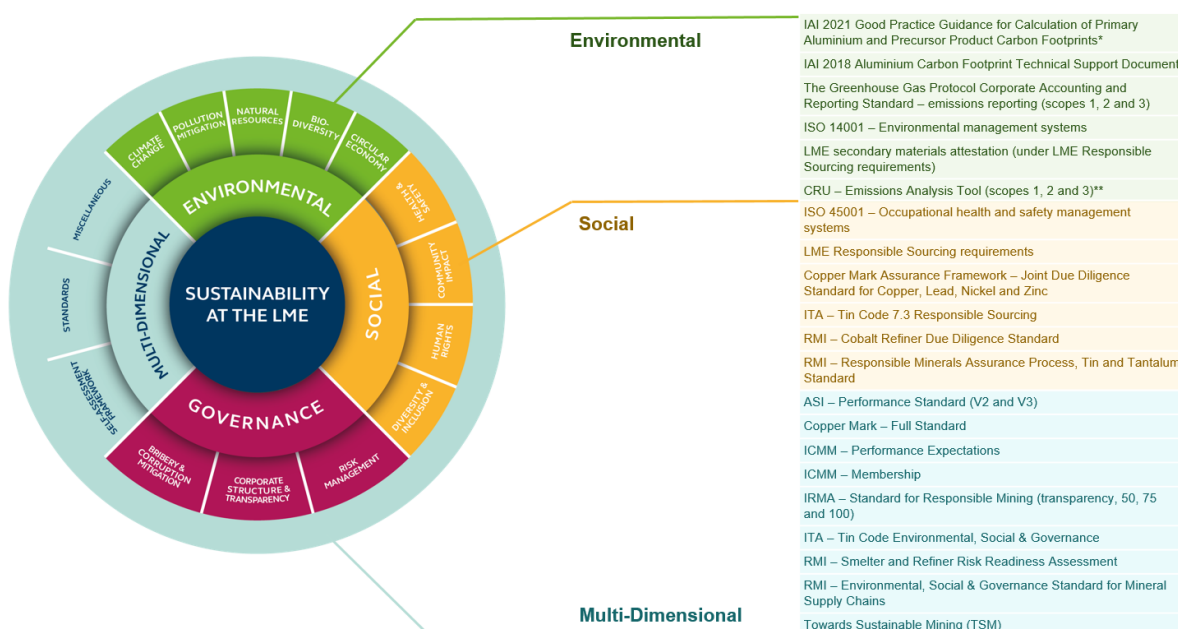 Environmental
IAI 2021 Good Practice Guidance for Calculation of Primary
Aluminium and Precursor Product Carbon Footprints*
IAI 2018 Aluminium Carbon Footprint Technical Support Document
The Greenhouse Gas Protocol Corporate Accounting and
Reporting Standard – emissions reporting (scopes 1, 2 and 3)
ISO 14001 – Environmental management systems
LME secondary materials attestation (under LME Responsible
Sourcing requirements)
CRU – Emissions Analysis Tool (scopes 1, 2 and 3)**
Social
ISO 45001 – Occupational health and safety management
systems
LME Responsible Sourcing requirements
Copper Mark Assurance Framework – Joint Due Diligence
Standard for Copper, Lead, Nickel and Zinc
ITA – Tin Code 7.3 Responsible Sourcing
RMI – Cobalt Refiner Due Diligence Standard
RMI – Responsible Minerals Assurance Process, Tin and Tantalum
Standard
Multi-Dimensional
ASI – Performance Standard (V2 and V3)
Copper Mark – Full Standard
ICMM – Performance Expectations
ICMM – Membership
IRMA – Standard for Responsible Mining (transparency, 50, 75
and 100)
ITA – Tin Code Environmental, Social & Governance
RMI – Smelter and Refiner Risk Readiness Assessment
RMI – Environmental, Social & Governance Standard for Mineral
Supply Chains
Towards Sustainable Mining (TSM)
SUSTAINABILITY
AT THE LME
ENVIRONMENTAL
CLIMATE
CHANGE
POLLUTION
MITIGATION
NATURAL
RESOURCES
BIO-
DIVERSITY
CIRCULAR
ECONOMY
SOCIAL
HEALTH &
SAFETY
COMMUNITY
IMPACT
HUMAN
RIGHTS
DIVERSITY &
INCLUSION
GOVERNANCE
RISK
MANAGEMENT
CORPORATE
STRUCTURE &
TRANSPARENCY
BRIBERY &
CORRUPTION
MITIGATION
MULTI-DIMENSIONAL
SELF-ASSESSMENT
FRAMEWORK
STANDARDS
MISCELLANEOUS